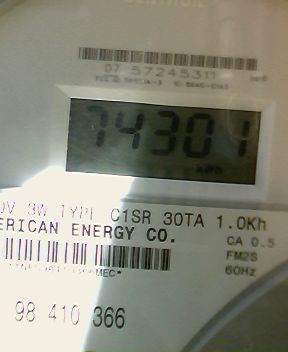 CENTRON
07 57245311
74301
kWh
0V 3W TYPE C1SR 30TA 1.0Kh
ERICAN ENERGY CO. CA 0.5
FM2S
60Hz
98 410 366